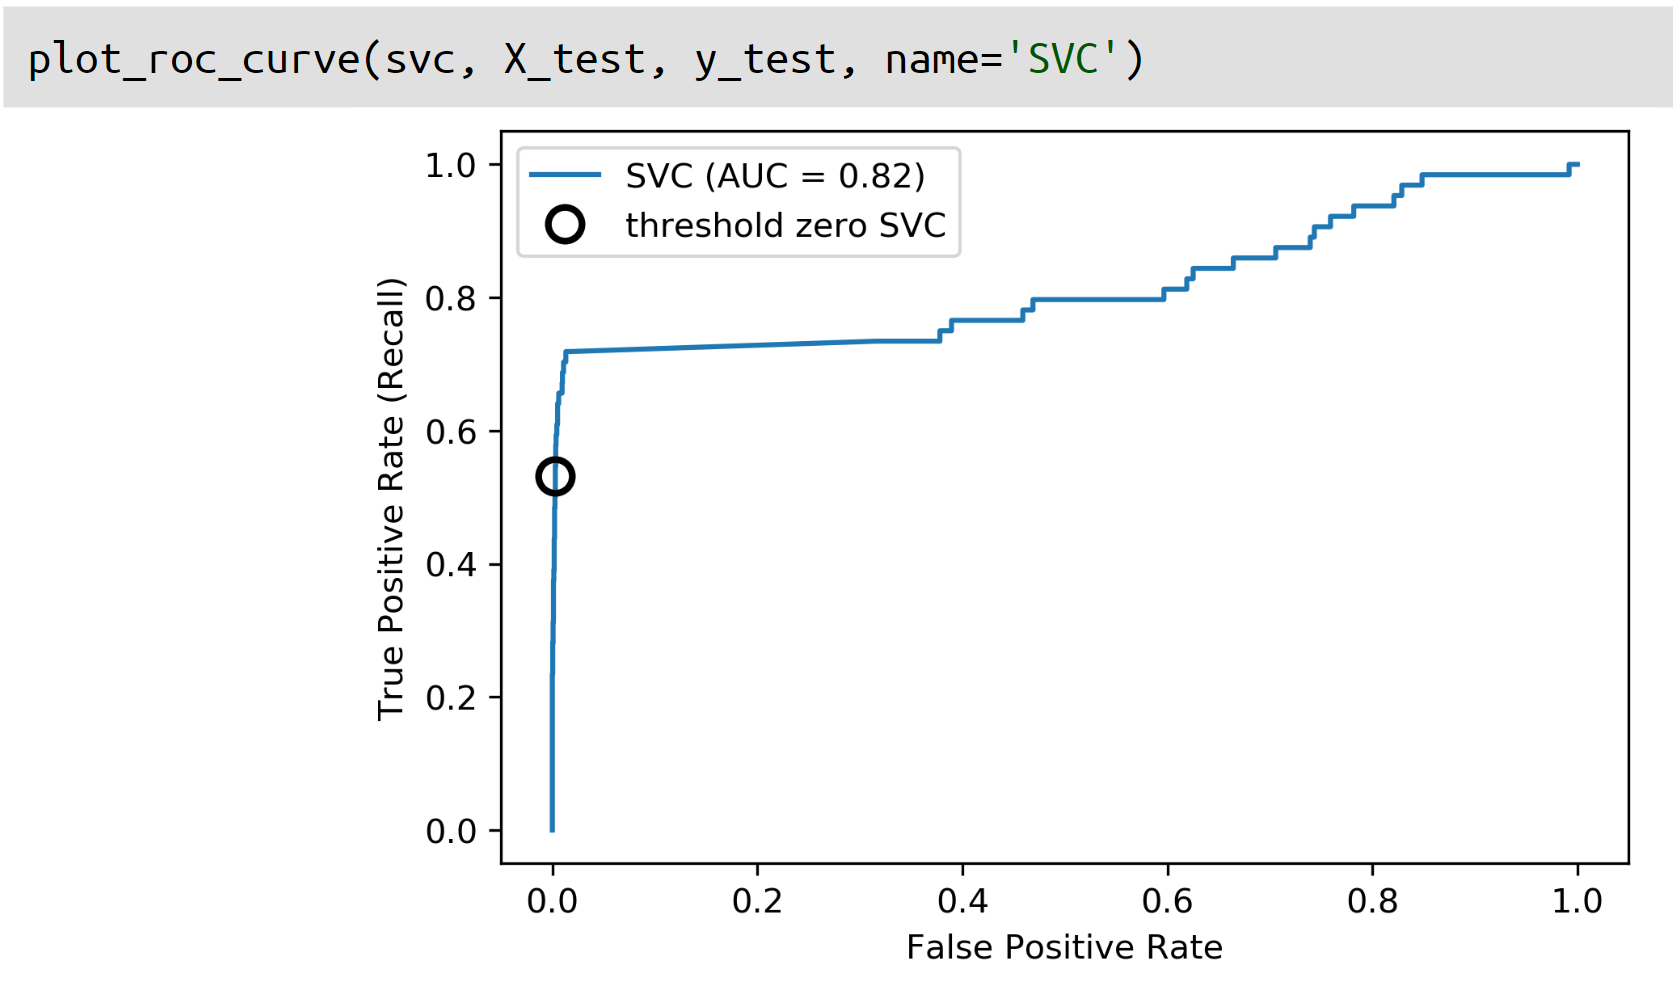 plot_roc_curve(svc, X_test, y_test, name='SVC')
SVC (AUC = 0.82)
threshold zero SVC
1.0
0.8
0.6
0.4
0.2
0.0
True Positive Rate (Recall)
0.0 0.2 0.4 0.6 0.8 1.0
False Positive Rate